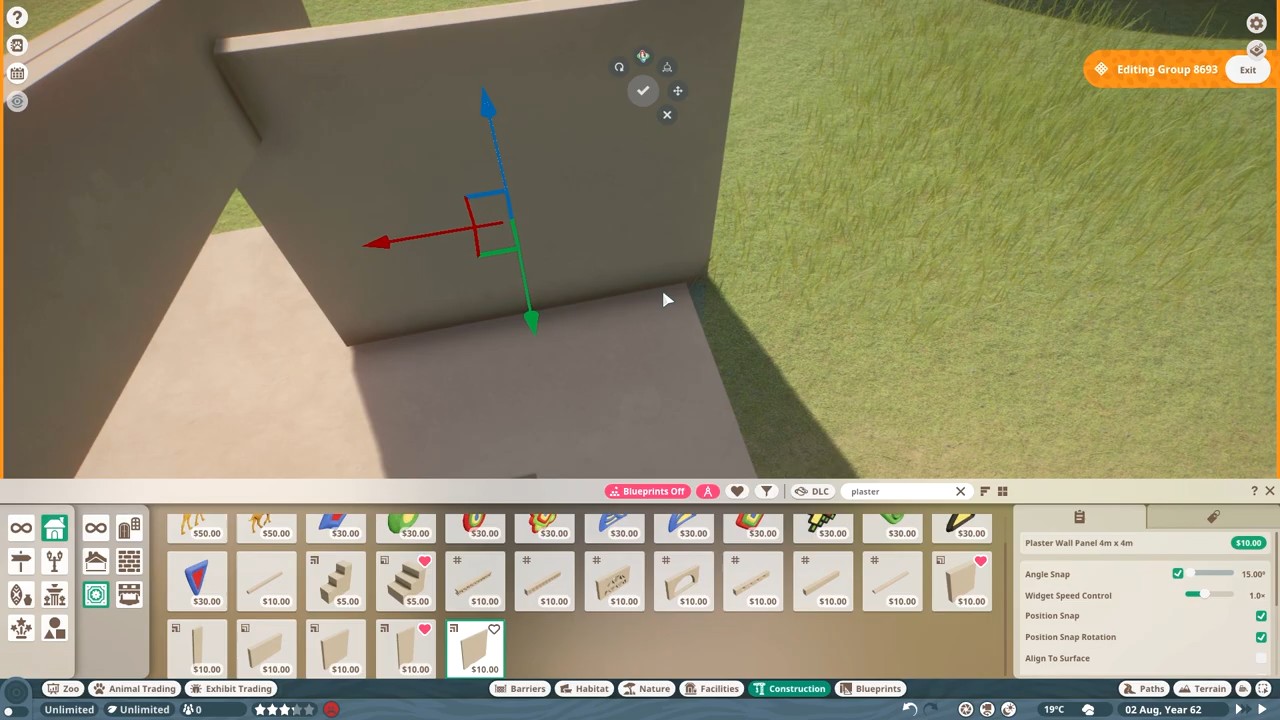 Editing Group 8693
Exit
Blueprints Off
DLC
plaster
$50.00
$50.00
$30.00
$30.00
$30.00
$30.00
$30.00
$30.00
$30.00
$30.00
$30.00
$30.00
$30.00
$10.00
$5.00
$5.00
$10.00
$10.00
$10.00
$10.00
$10.00
$10.00
$10.00
$10.00
$10.00
$10.00
$10.00
$10.00
$10.00
Plaster Wall Panel 4m x 4m
$10.00
Angle Snap
15.00°
Widget Speed Control
1.0×
Position Snap
Position Snap Rotation
Align To Surface
Zoo
Animal Trading
Exhibit Trading
Barriers
Habitat
Nature
Facilities
Construction
Blueprints
Paths
Terrain
Unlimited
Unlimited
0
19°C
02 Aug, Year 62